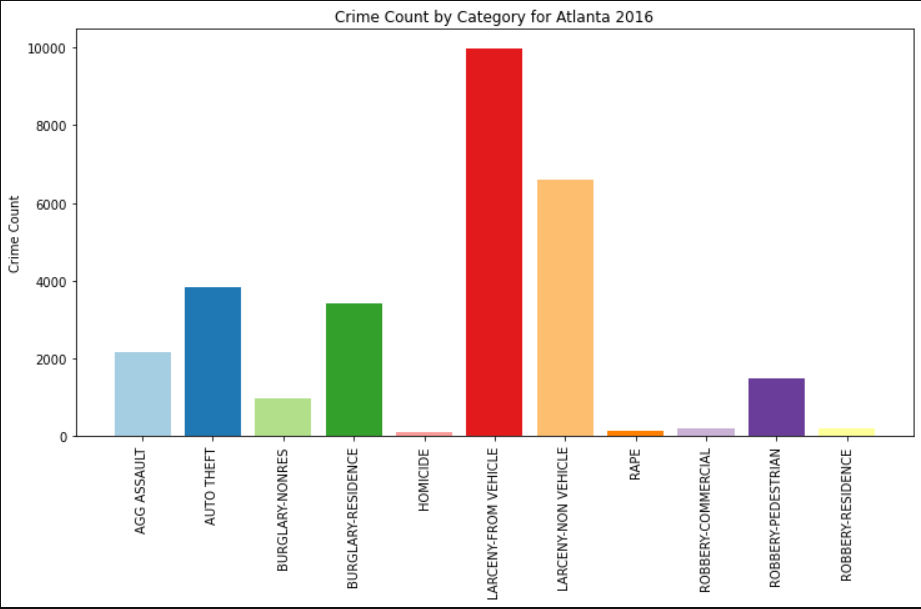 Crime Count by Category for Atlanta 2016
10000
8000
6000
4000
2000
0
Crime Count
AGG ASSAULT
AUTO THEFT
BURGLARY-NONRES
BURGLARY-RESIDENCE
HOMICIDE
LARCENY-FROM VEHICLE
LARCENY-NON VEHICLE
RAPE
ROBBERY-COMMERCIAL
ROBBERY-PEDESTRIAN
ROBBERY-RESIDENCE